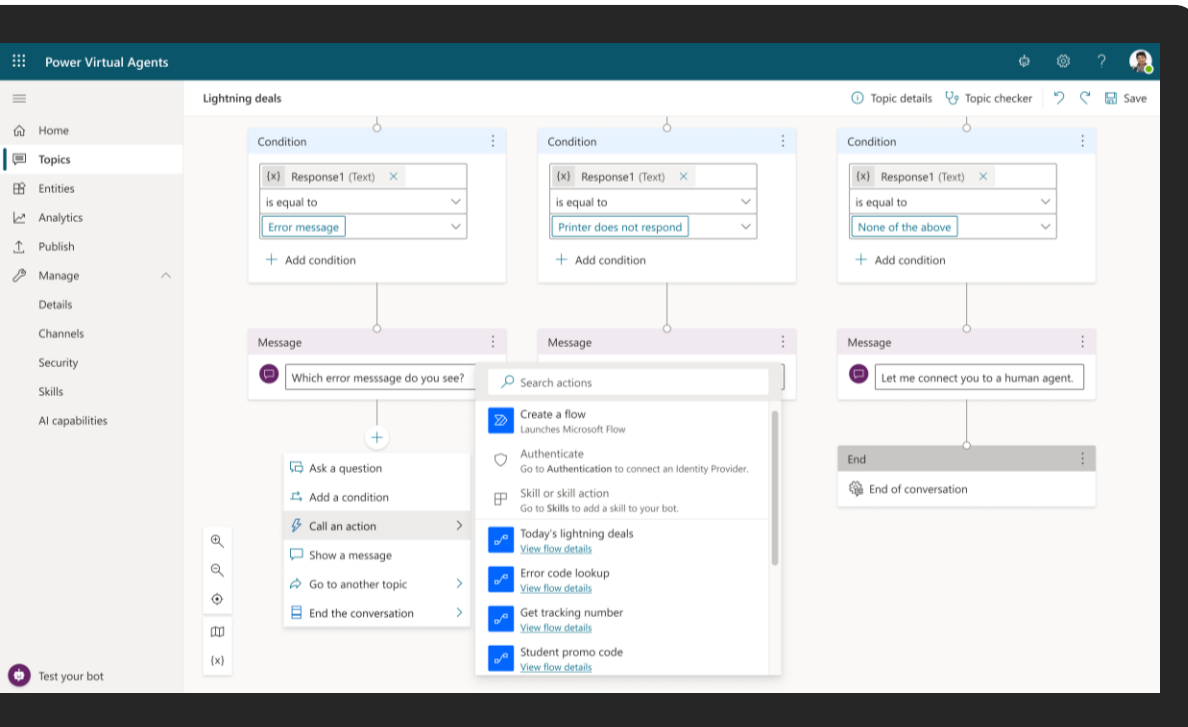 Power Virtual Agents
?
Lightning deals
Topic details
Topic checker
Save
Home
Topics
Entities
Analytics
Publish
Manage
Details
Channels
Security
Skills
AI capabilities
Test your bot
Condition
{x} Response1 (Text) ×
is equal to
Error message
+ Add condition
Condition
{x} Response1 (Text) ×
is equal to
Printer does not respond
+ Add condition
Condition
{x} Response1 (Text) ×
is equal to
None of the above
+ Add condition
Message
Which error messsage do you see?
Message
Message
Let me connect you to a human agent.
End
End of conversation
+
Ask a question
Add a condition
Call an action
Show a message
Go to another topic
End the conversation
{x}
Search actions
Create a flow
Launches Microsoft Flow
Authenticate
Go to Authentication to connect an Identity Provider.
Skill or skill action
Go to Skills to add a skill to your bot.
Today's lightning deals
View flow details
Error code lookup
View flow details
Get tracking number
View flow details
Student promo code
View flow details